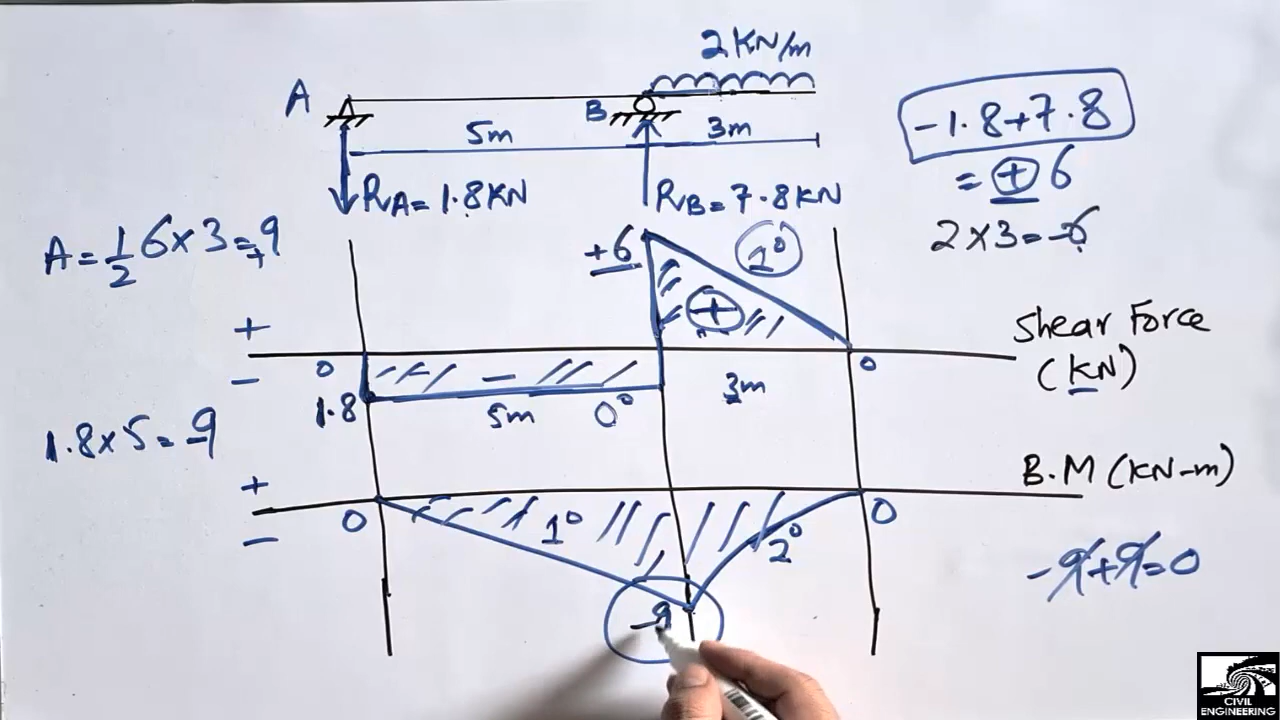 2KN/m
A
B
5m
3m
RA=1.8KN
RB=7.8KN
-1.8+7.8
=+6
2×3=-6
A=1/2 6×3=+9
+6
1°
+
+
Shear Force
(KN)
0
-
-
0
1.8
5m
0°
3m
1.8×5=-9
B.M(KN-m)
+
0
1°
2°
0
-
-9+9=0
-9
CIVIL
ENGINEERING